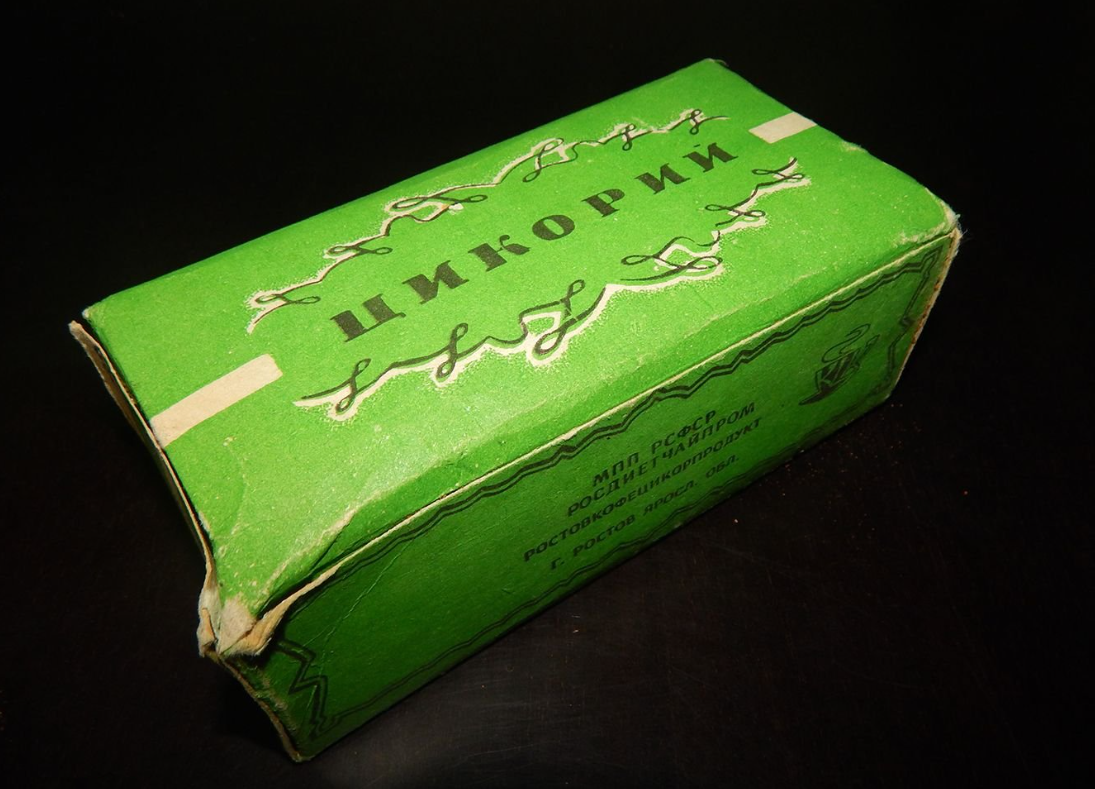 ЦИКОРИЙ
МПП РСФСР
РОСДИЕТЧАЙПРОМ
РОСТОВКОФЕЦИКОРПРОДУКТ
Г. РОСТОВ ЯРОСЛ. ОБЛ.